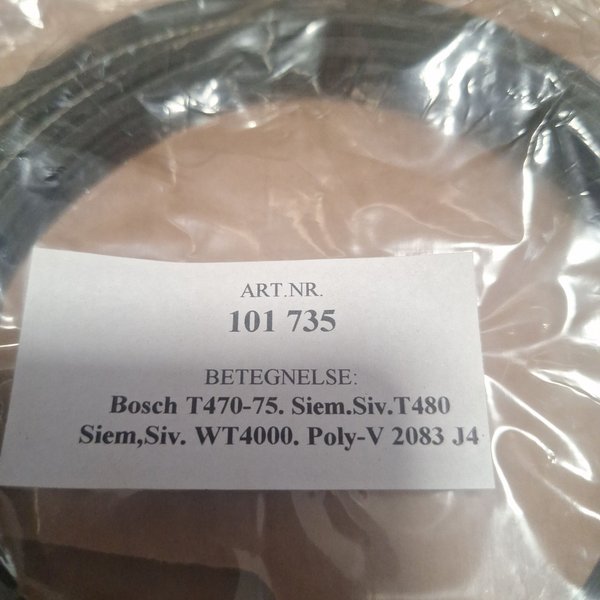 ART.NR.
101 735
BETEGNELSE:
Bosch T470-75. Siem.Siv.T480
Siem,Siv. WT4000. Poly-V 2083 J4